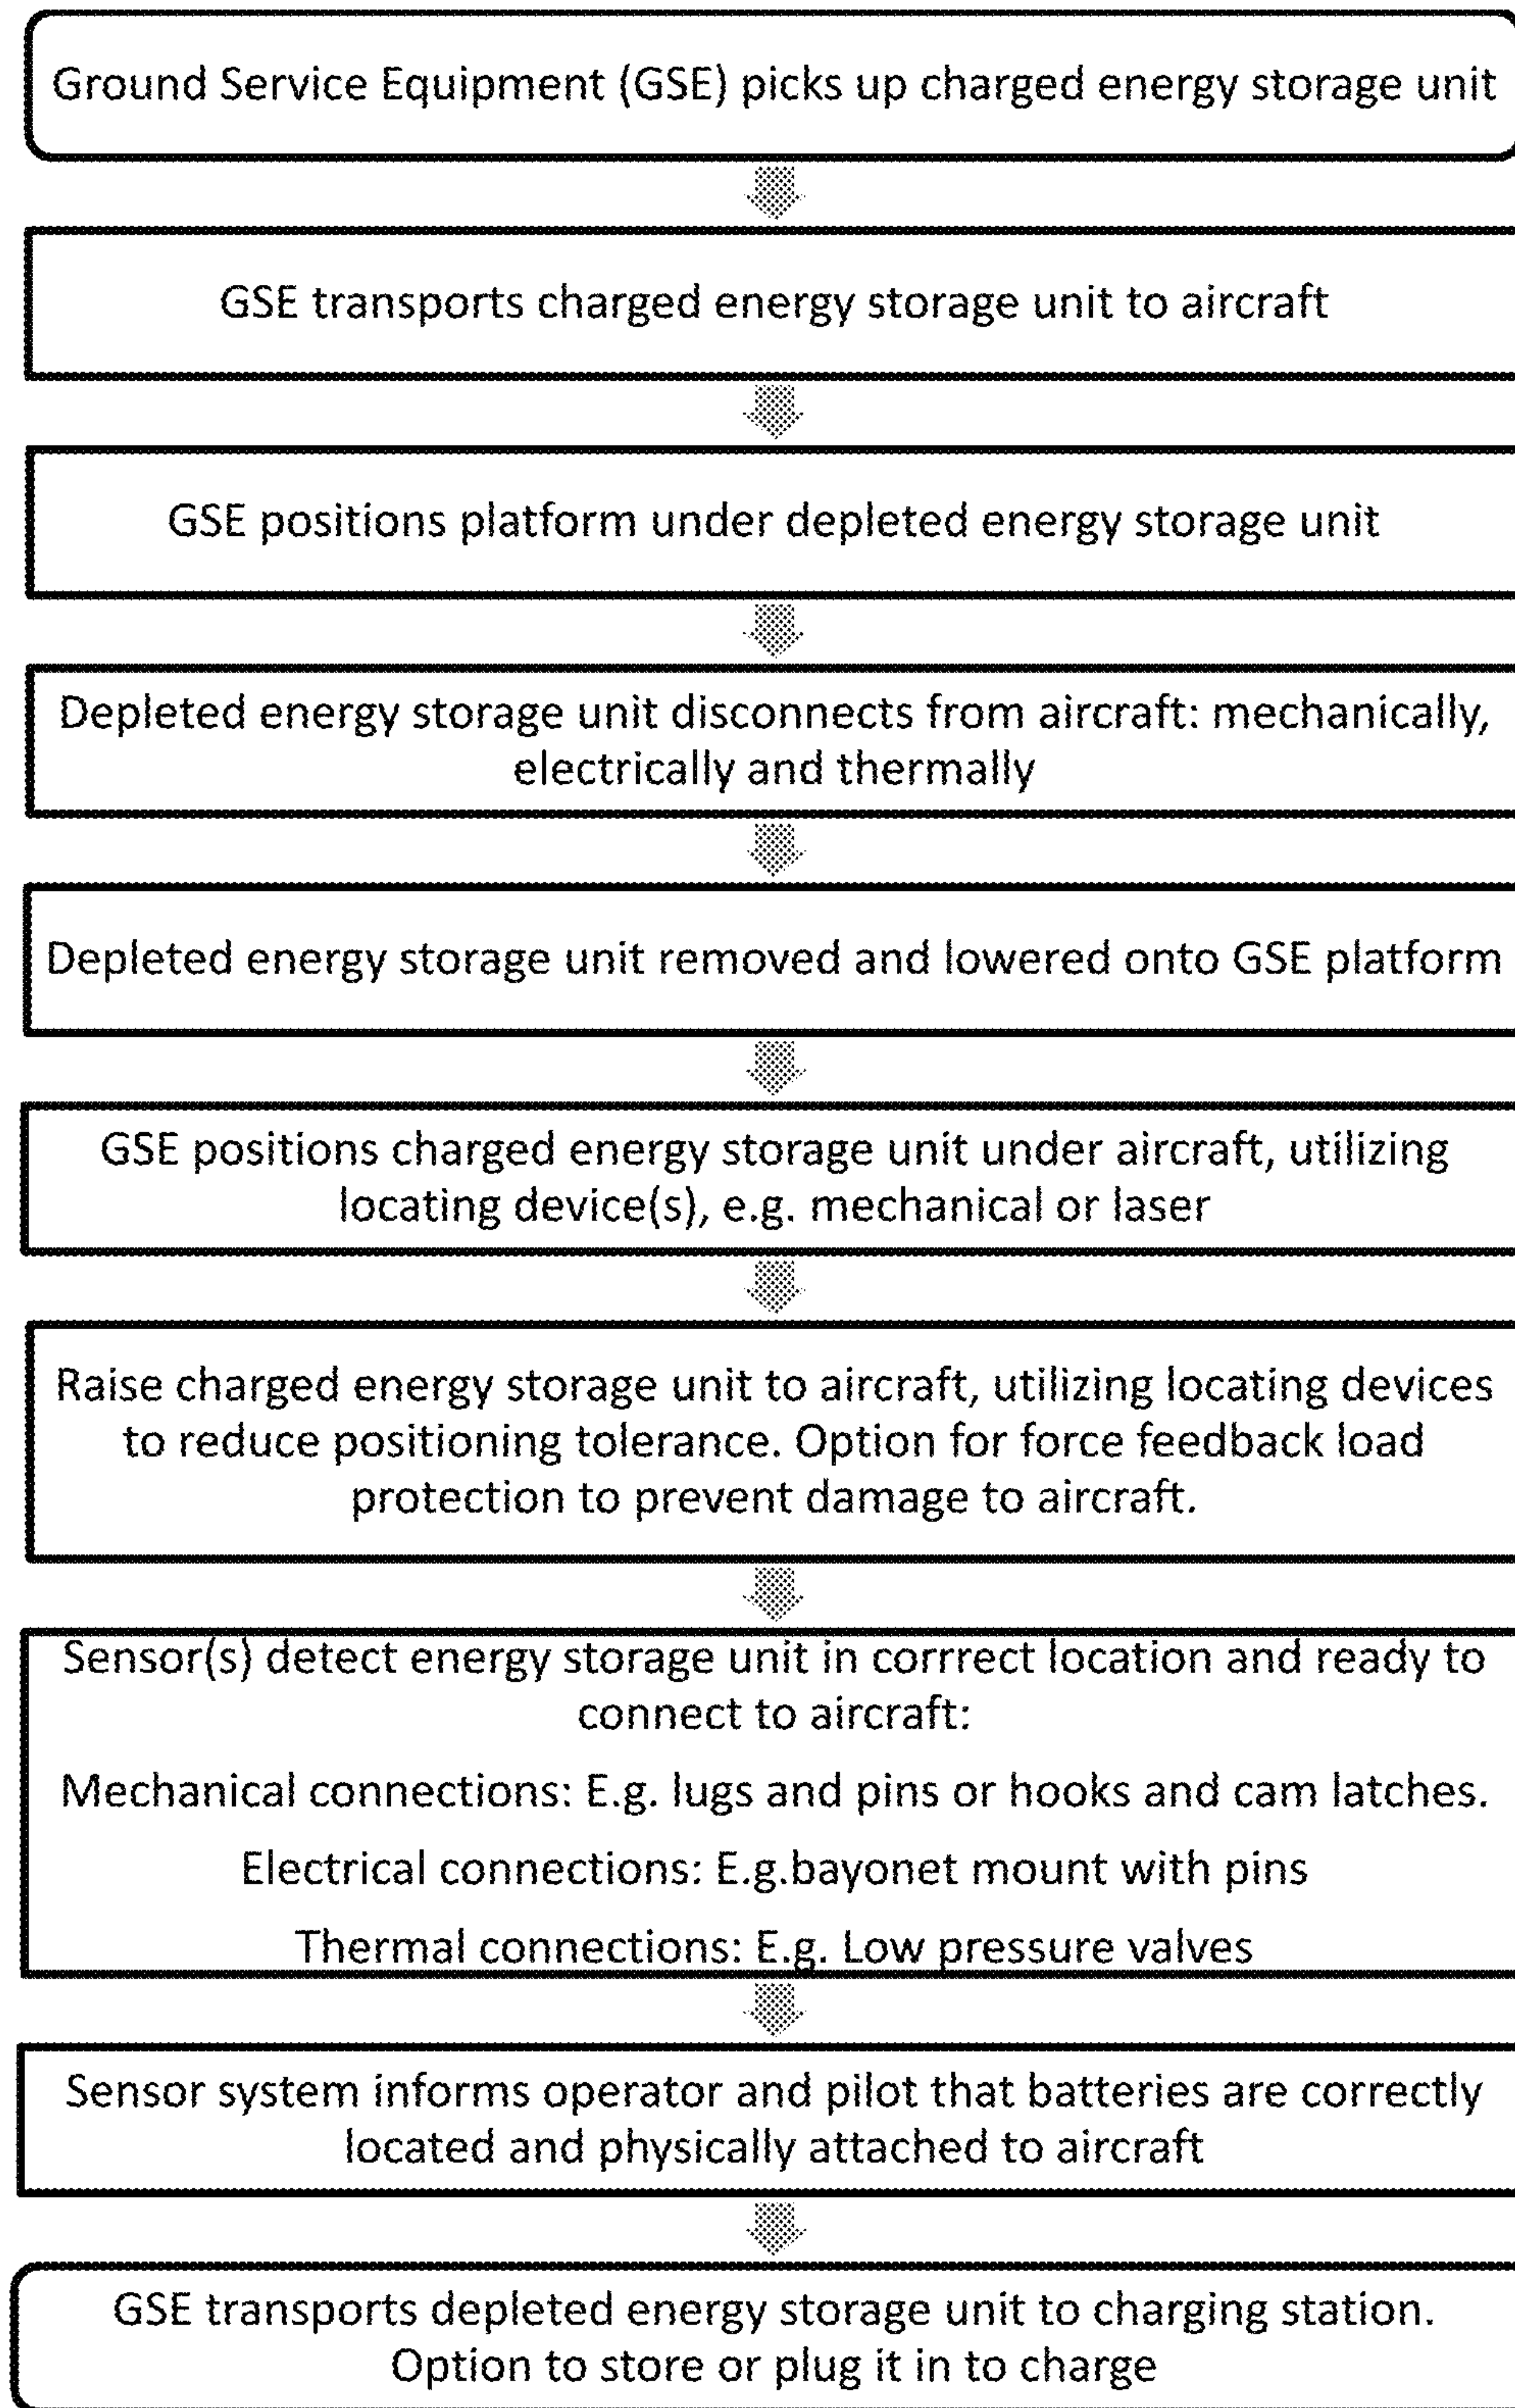 Ground Service Equipment (GSE) picks up charged energy storage unit
GSE transports charged energy storage unit to aircraft
GSE positions platform under depleted energy storage unit
Depleted energy storage unit disconnects from aircraft: mechanically,
electrically and thermally
Depleted energy storage unit removed and lowered onto GSE platform
GSE positions charged energy storage unit under aircraft, utilizing
locating device(s), e.g. mechanical or laser
Raise charged energy storage unit to aircraft, utilizing locating devices
to reduce positioning tolerance. Option for force feedback load
protection to prevent damage to aircraft.
Sensor(s) detect energy storage unit in corrrect location and ready to
connect to aircraft:
Mechanical connections: E.g. lugs and pins or hooks and cam latches.
Electrical connections: E.g.bayonet mount with pins
Thermal connections: E.g. Low pressure valves
Sensor system informs operator and pilot that batteries are correctly
located and physically attached to aircraft
GSE transports depleted energy storage unit to charging station.
Option to store or plug it in to charge